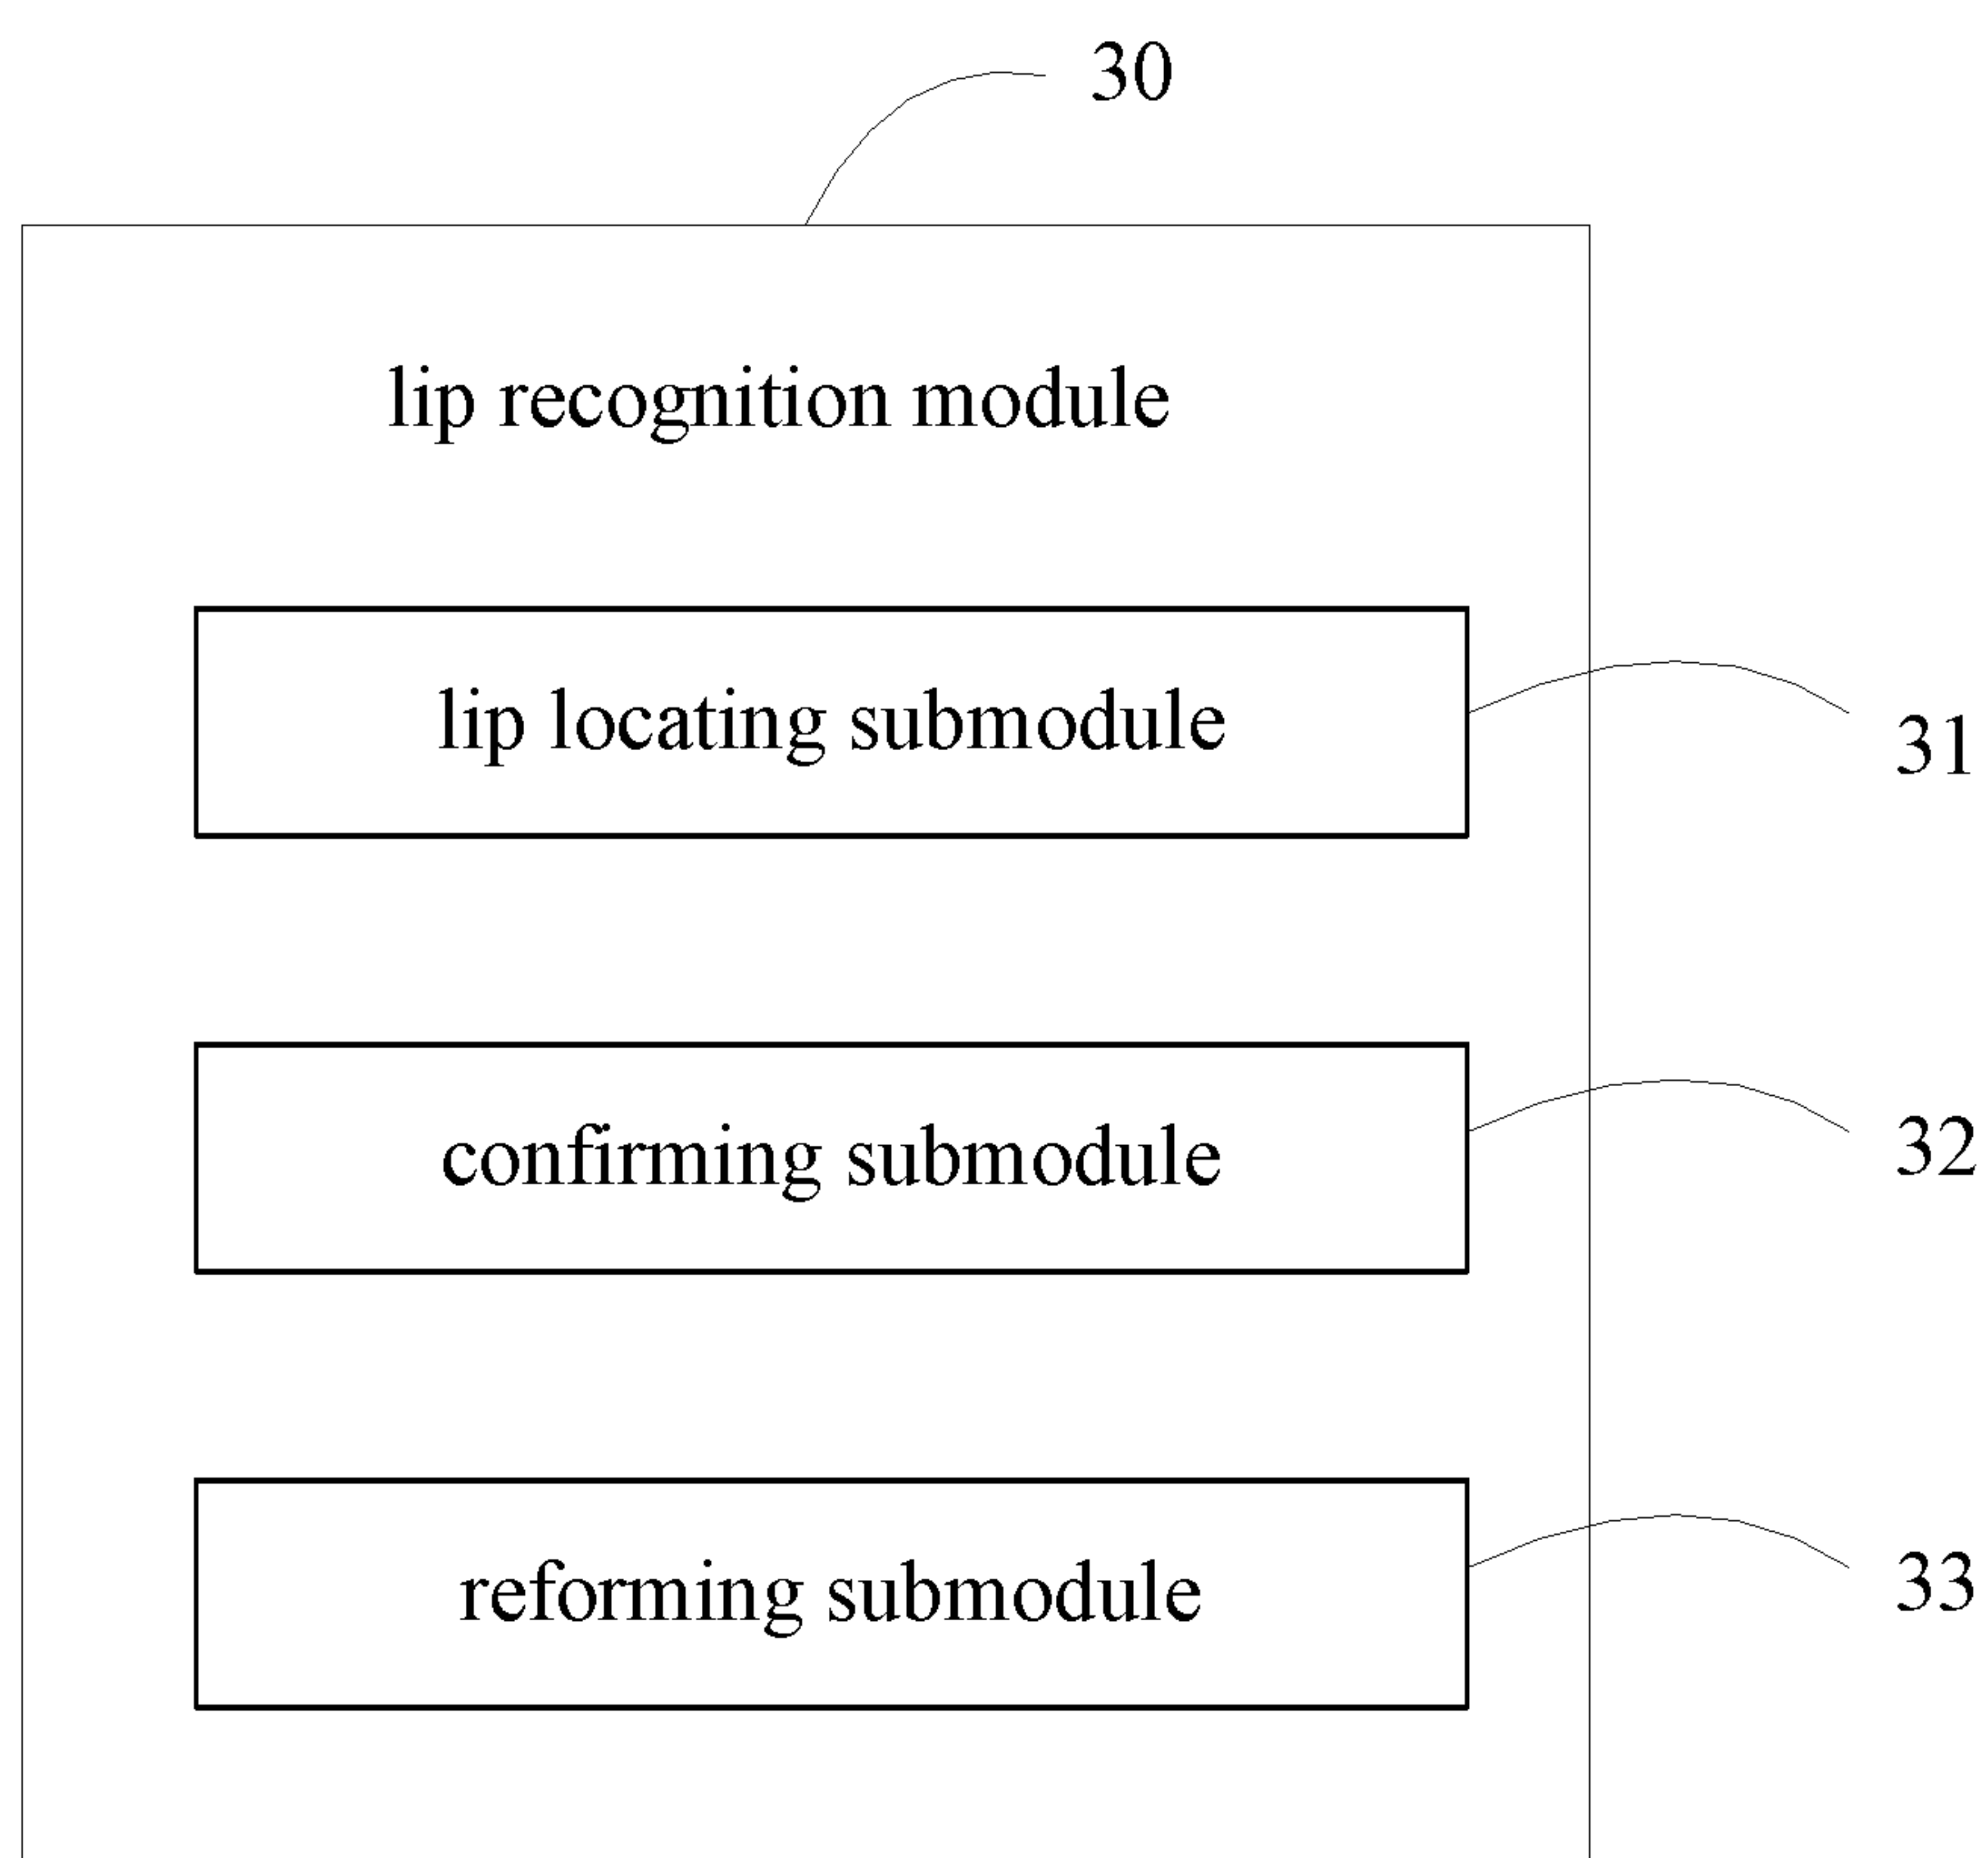 30
lip recognition module
lip locating submodule
31
confirming submodule
32
reforming submodule
33